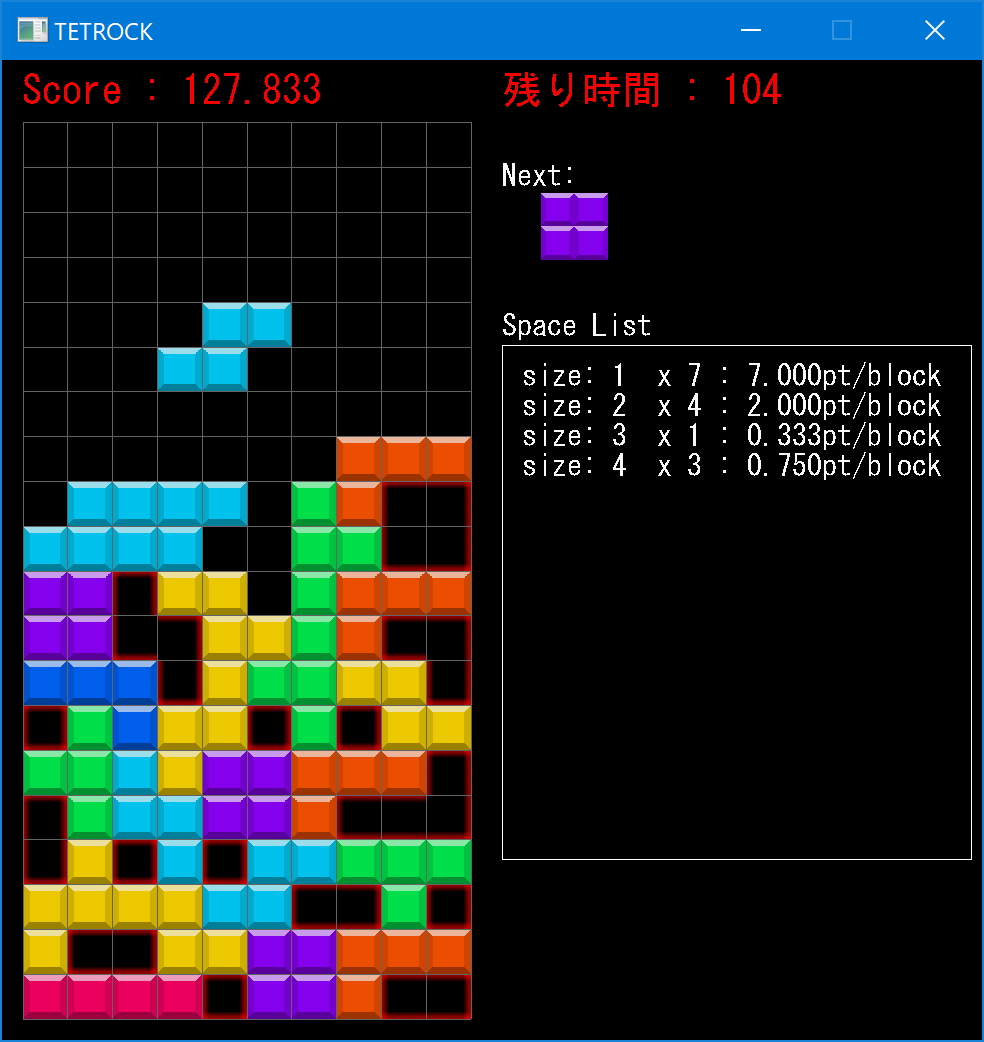 TETROCK
Score : 127.833
残り時間 : 104
Next:
Space List
size: 1 x 7 : 7.000pt/block
size: 2 x 4 : 2.000pt/block
size: 3 x 1 : 0.333pt/block
size: 4 x 3 : 0.750pt/block